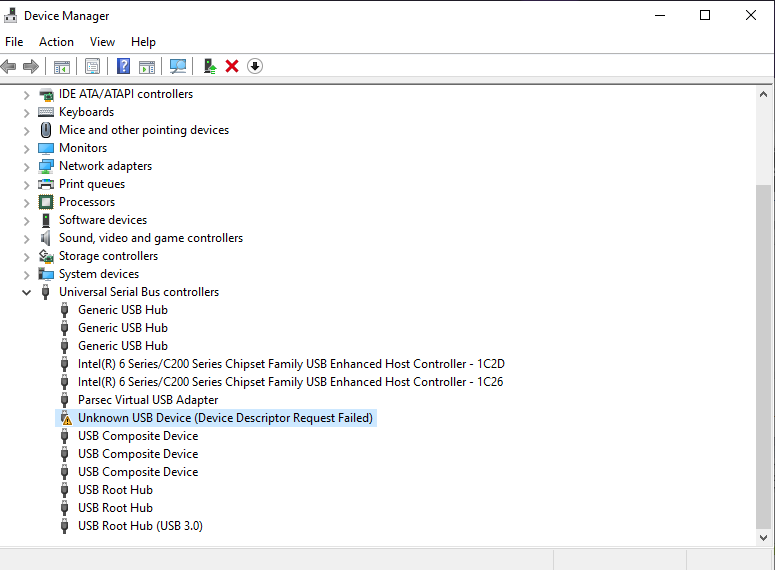 Device Manager
File Action View Help
IDE ATA/ATAPI controllers
Keyboards
Mice and other pointing devices
Monitors
Network adapters
Print queues
Processors
Software devices
Sound, video and game controllers
Storage controllers
System devices
Universal Serial Bus controllers
Generic USB Hub
Generic USB Hub
Generic USB Hub
Intel(R) 6 Series/C200 Series Chipset Family USB Enhanced Host Controller - 1C2D
Intel(R) 6 Series/C200 Series Chipset Family USB Enhanced Host Controller - 1C26
Parsec Virtual USB Adapter
Unknown USB Device (Device Descriptor Request Failed)
USB Composite Device
USB Composite Device
USB Composite Device
USB Root Hub
USB Root Hub
USB Root Hub (USB 3.0)